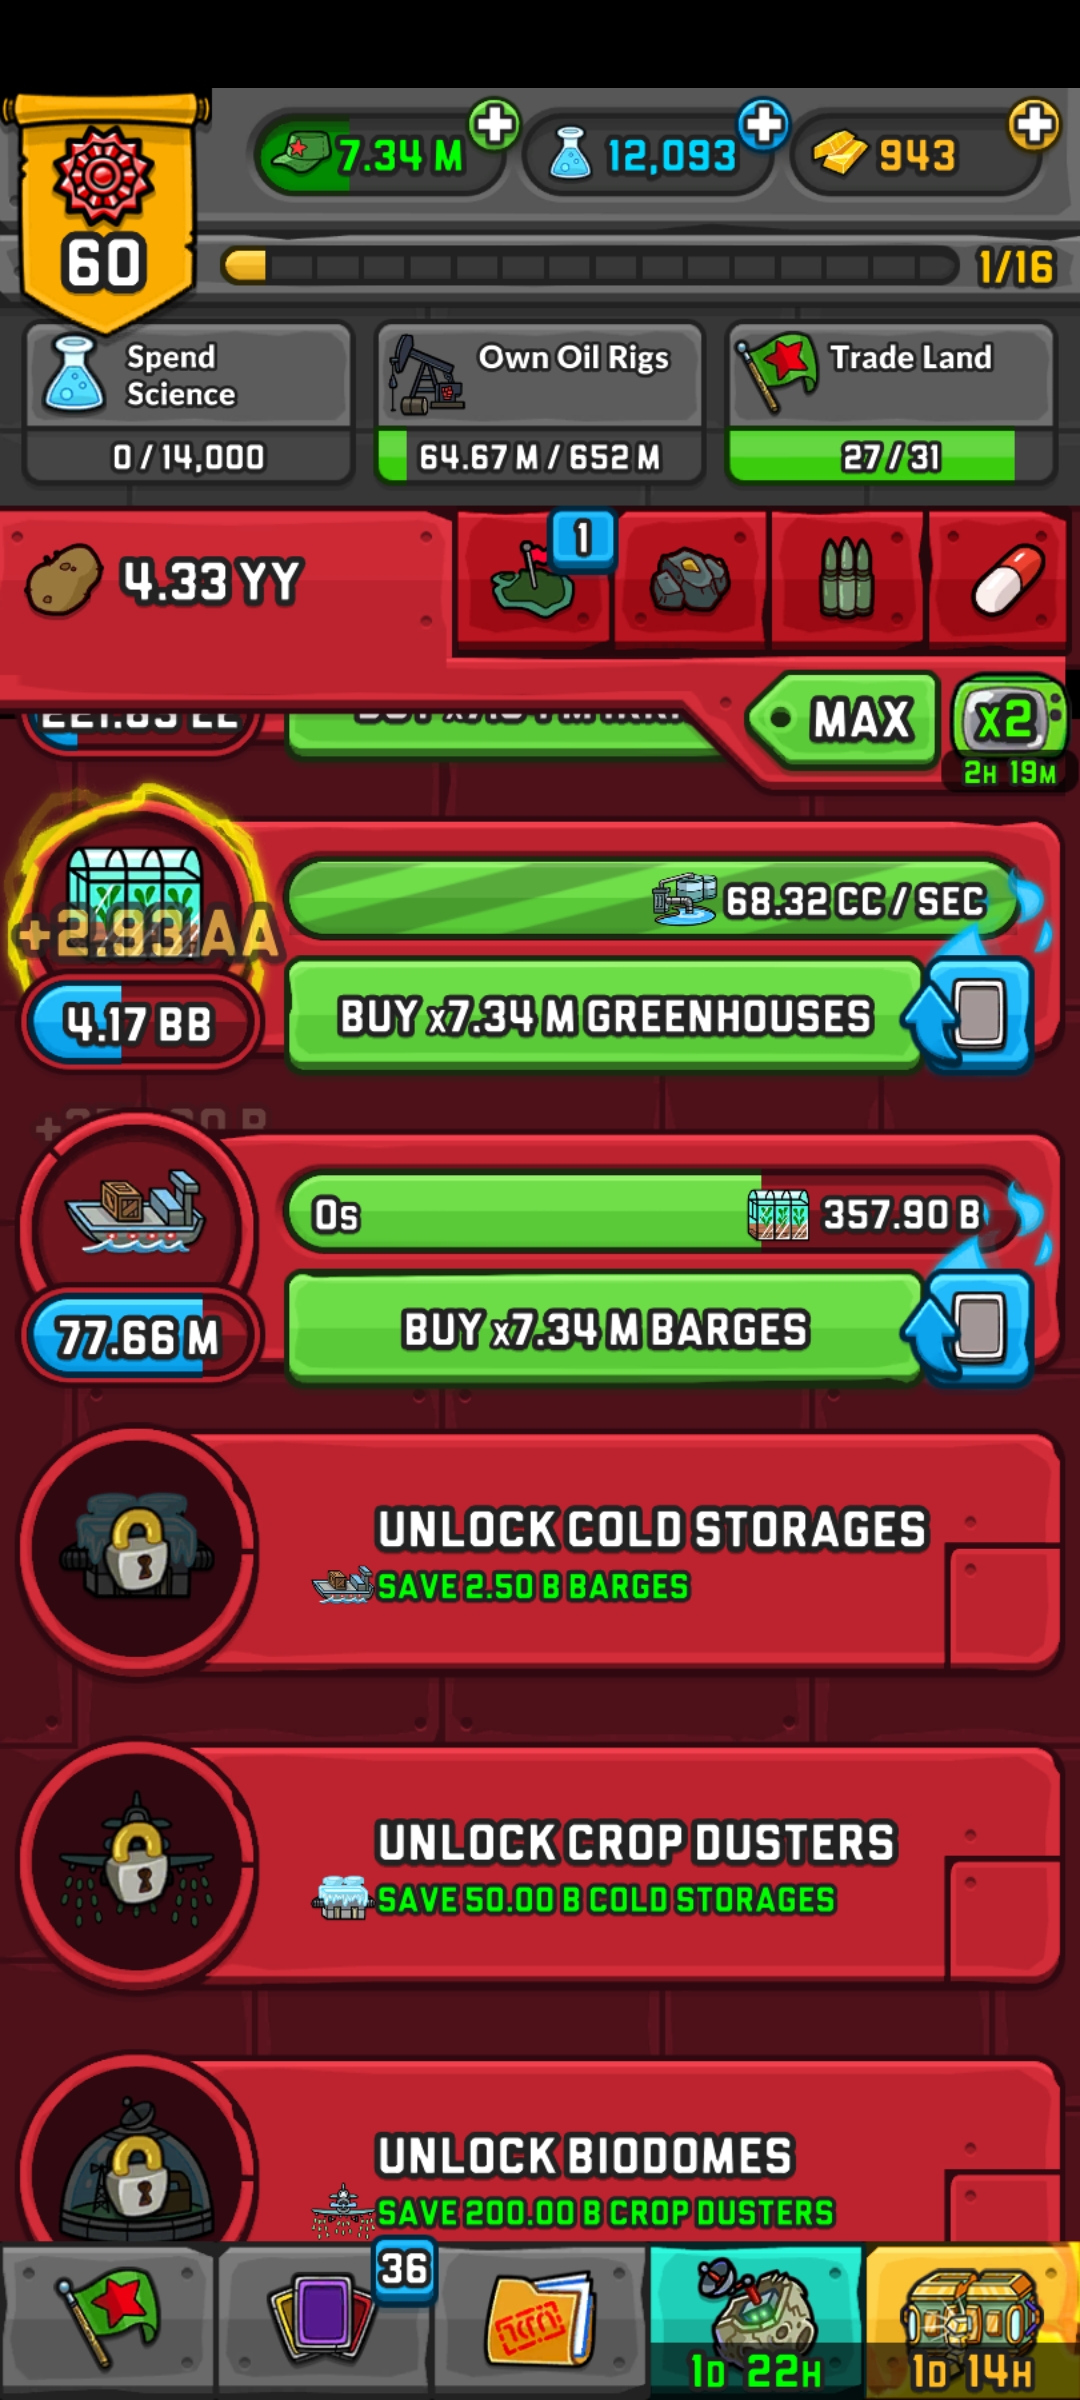 7.34 M
12,093
943
60
1/16
Spend
Science
Own Oil Rigs
Trade Land
0 / 14,000
64.67 M / 652 M
27 / 31
4.33 YY
1
MAX
x2
2H 19M
68.32 CC / SEC
+2.93 AA
4.17 BB
BUY x7.34 M GREENHOUSES
0s
357.90 B
77.66 M
BUY x7.34 M BARGES
UNLOCK COLD STORAGES
SAVE 2.50 B BARGES
UNLOCK CROP DUSTERS
SAVE 50.00 B COLD STORAGES
UNLOCK BIODOMES
SAVE 200.00 B CROP DUSTERS
36
1D 22H
1D 14H